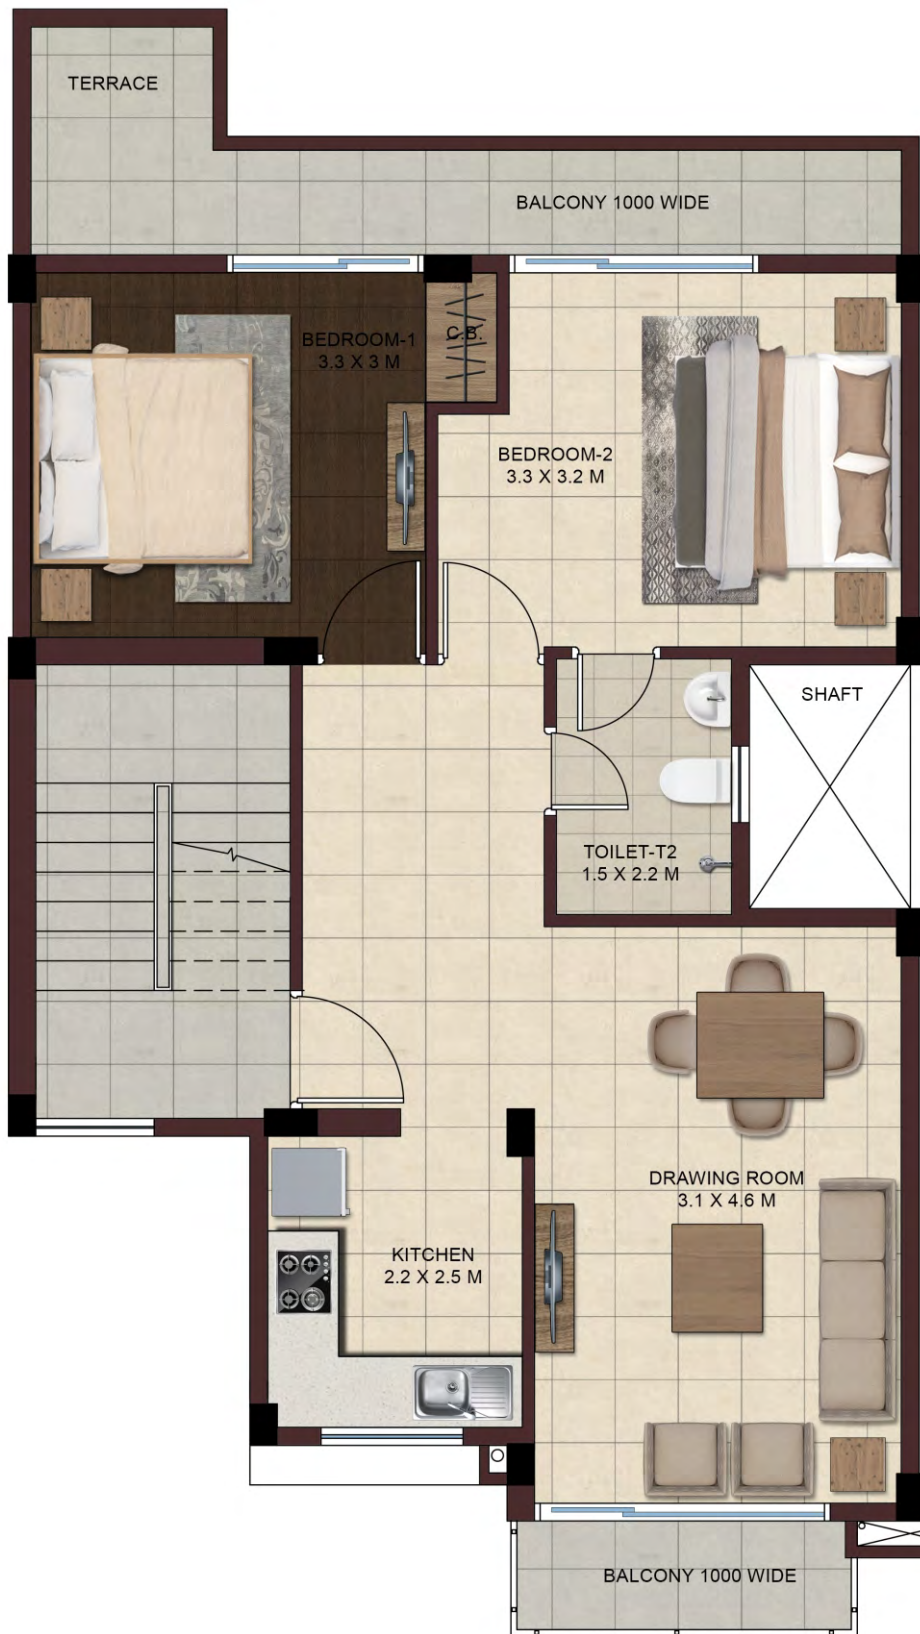 TERRACE
BALCONY 1000 WIDE
BEDROOM-1
3.3 X 3 M
C.B.
BEDROOM-2
3.3 X 3.2 M
SHAFT
TOILET-T2
1.5 X 2.2 M
DRAWING ROOM
3.1 X 4.6 M
KITCHEN
2.2 X 2.5 M
BALCONY 1000 WIDE